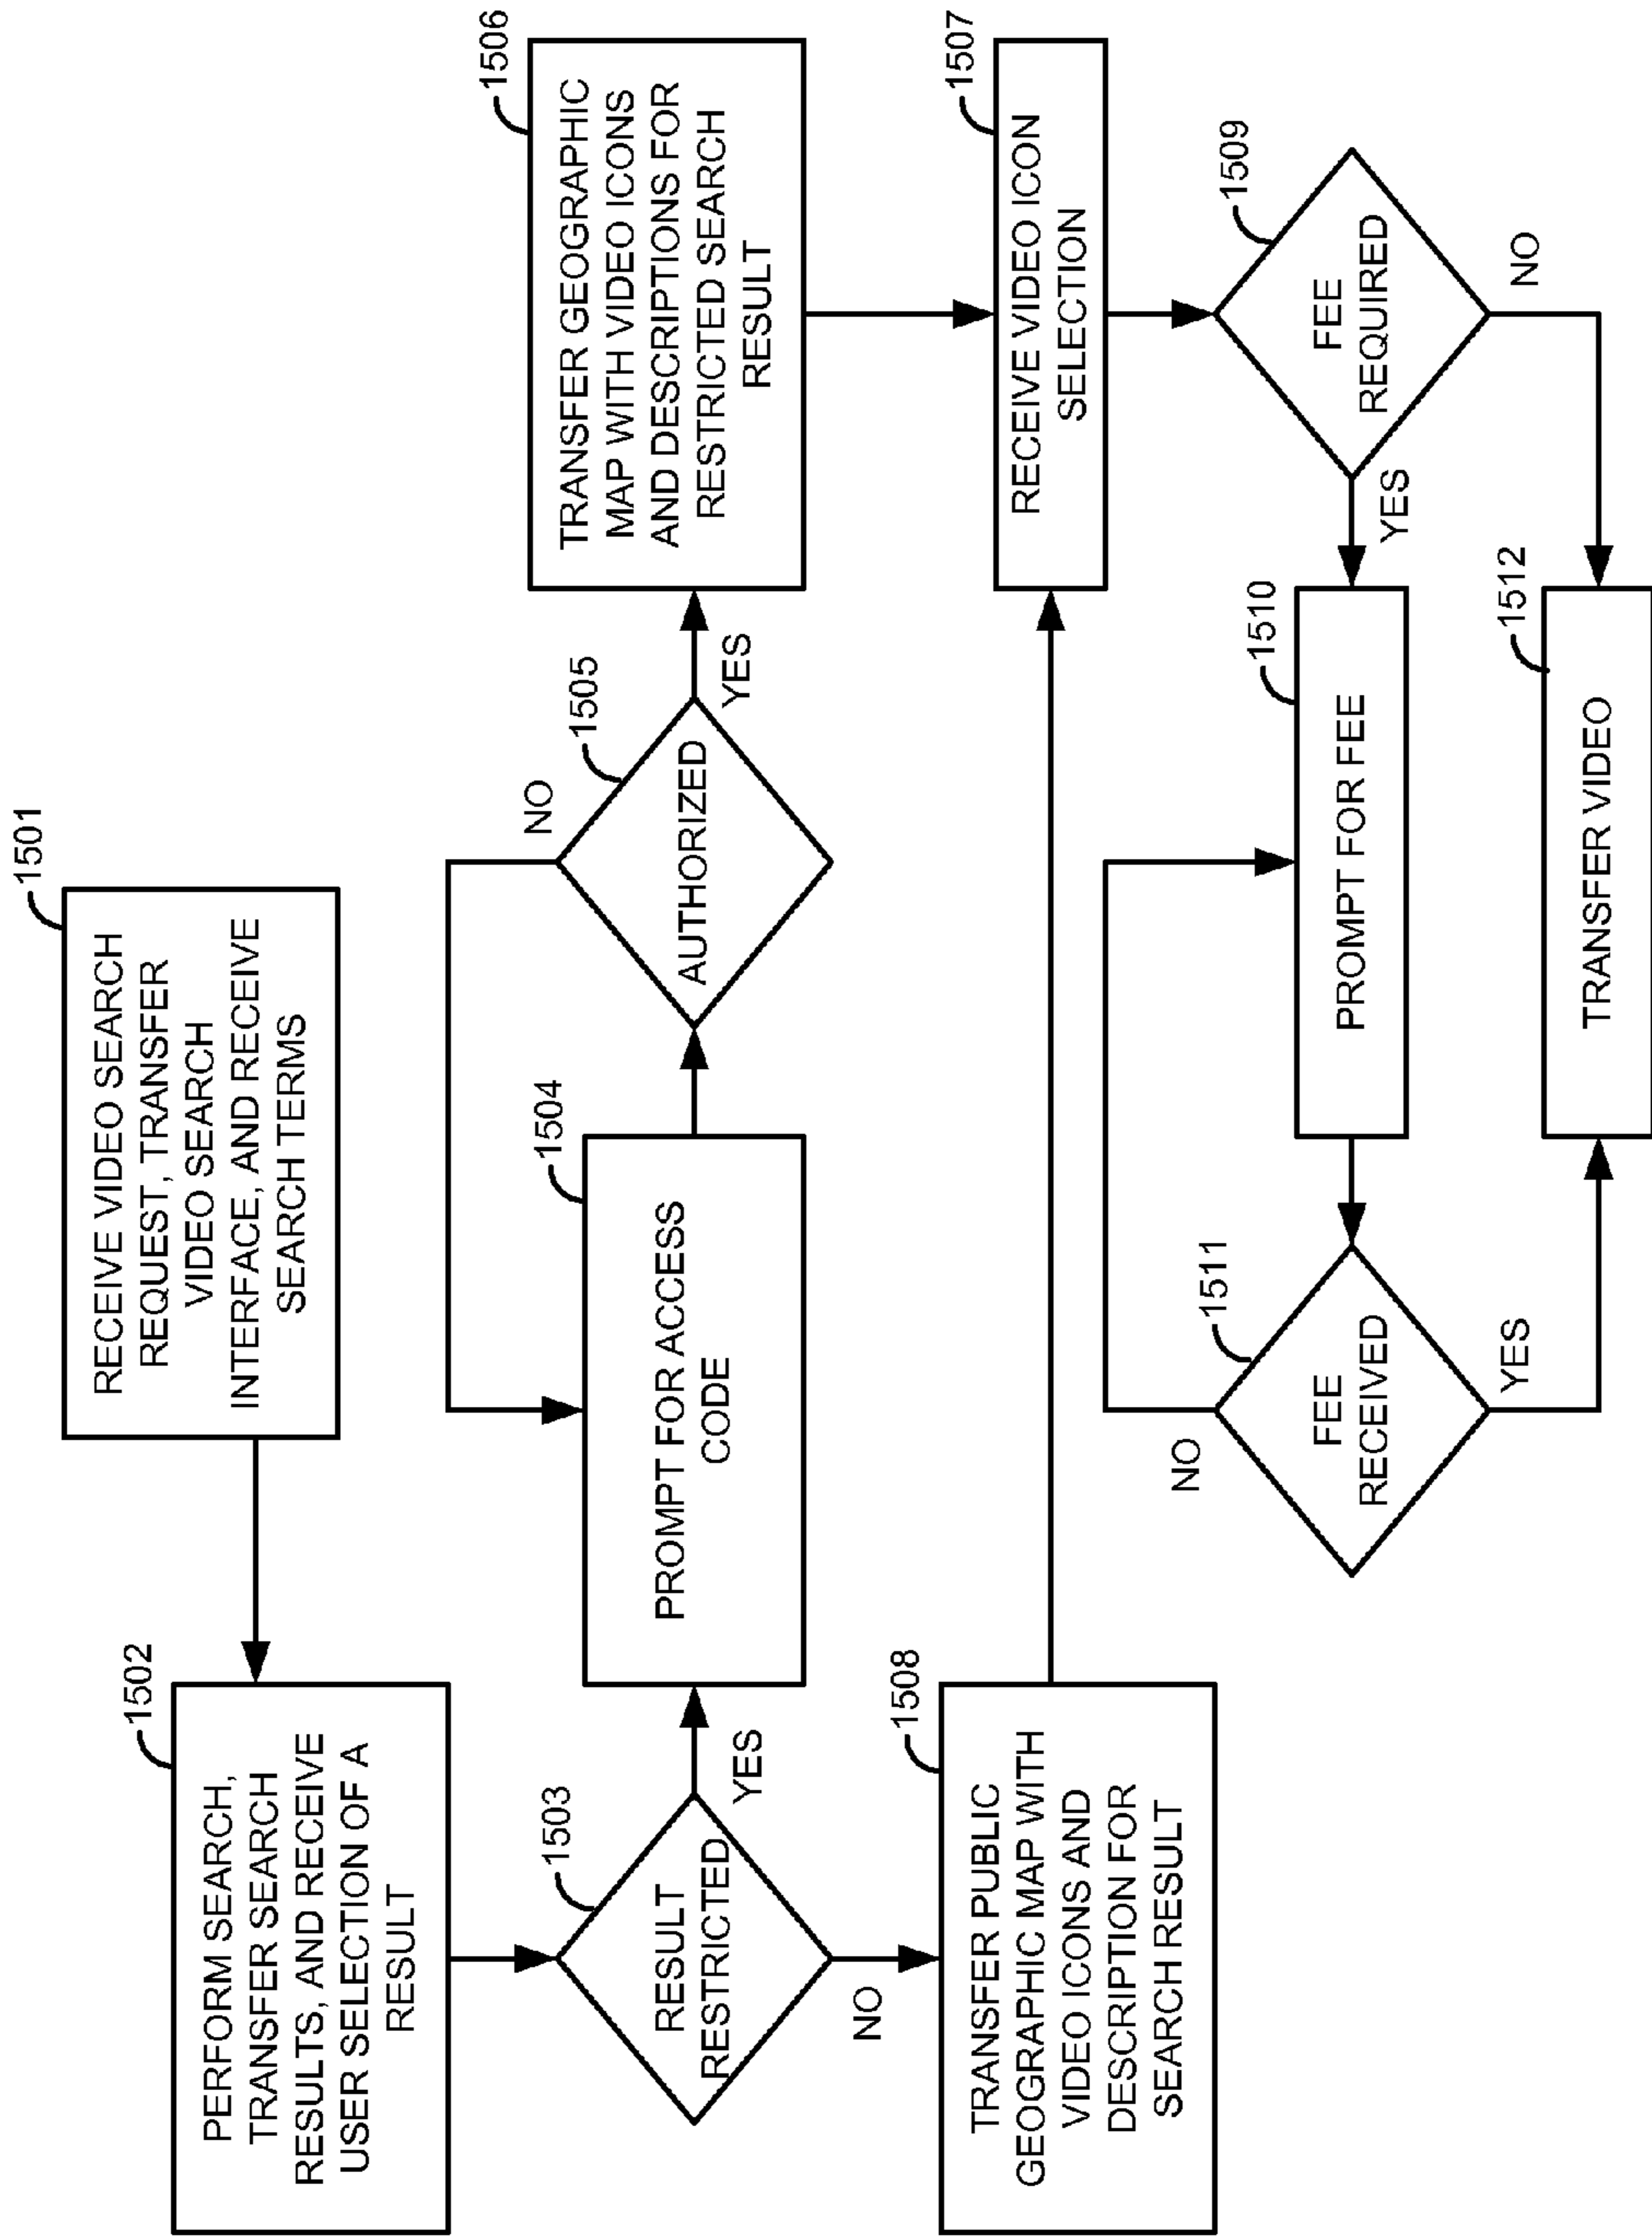 1501
RECEIVE VIDEO SEARCH
REQUEST, TRANSFER
VIDEO SEARCH
INTERFACE, AND RECEIVE
SEARCH TERMS
1502
PERFORM SEARCH,
TRANSFER SEARCH
RESULTS, AND RECEIVE
USER SELECTION OF A
RESULT
1503
RESULT
RESTRICTED
YES
NO
1504
PROMPT FOR ACCESS
CODE
1505
AUTHORIZED
NO
YES
1506
TRANSFER GEOGRAPHIC
MAP WITH VIDEO ICONS
AND DESCRIPTIONS FOR
RESTRICTED SEARCH
RESULT
1508
TRANSFER PUBLIC
GEOGRAPHIC MAP WITH
VIDEO ICONS AND
DESCRIPTION FOR
SEARCH RESULT
1507
RECEIVE VIDEO ICON
SELECTION
1509
FEE
REQUIRED
YES
NO
1510
PROMPT FOR FEE
1511
FEE
RECEIVED
NO
YES
1512
TRANSFER VIDEO